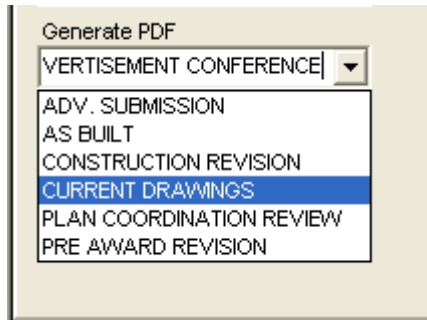 Generate PDF
VERTISEMENT CONFERENCE
ADV. SUBMISSION
AS BUILT
CONSTRUCTION REVISION
CURRENT DRAWINGS
PLAN COORDINATION REVIEW
PRE AWARD REVISION